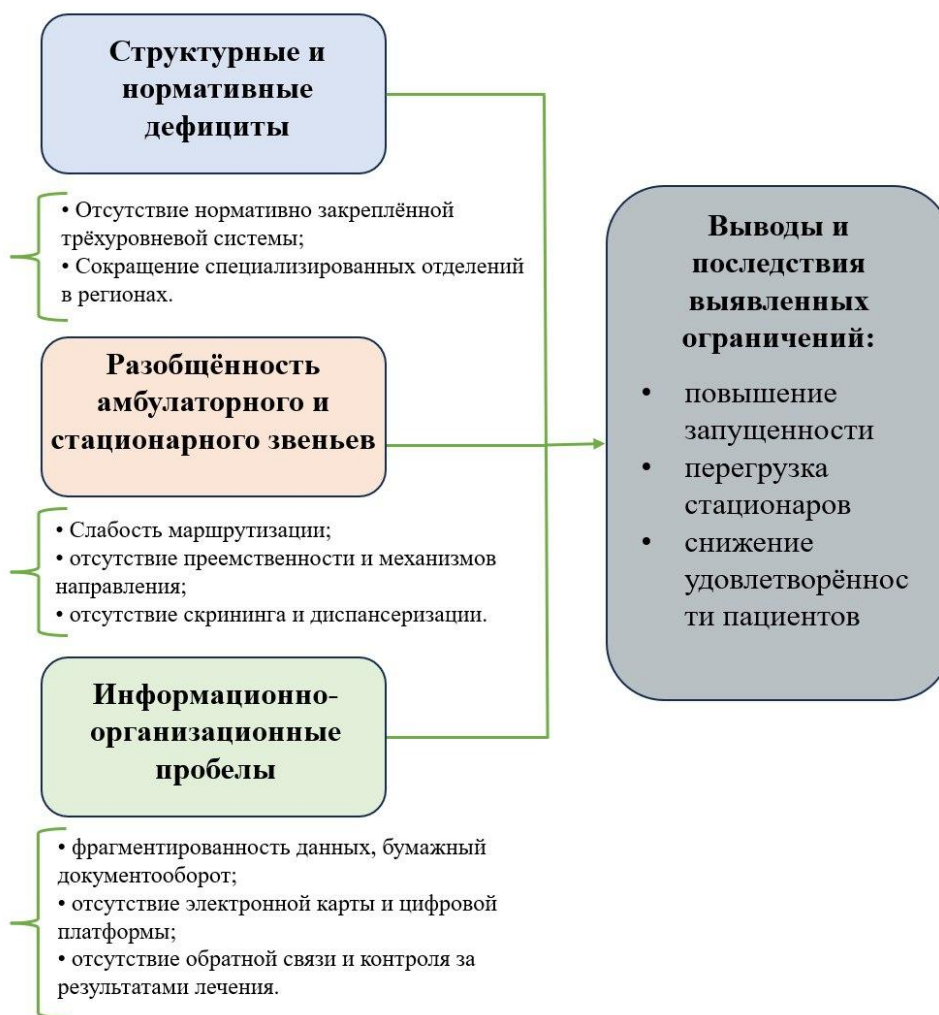 Структурные и
нормативные
дефициты
• Отсутствие нормативно закреплённой
трёхуровневой системы;
• Сокращение специализированных отделений
в регионах.
Разобщённость
амбулаторного и
стационарного звеньев
• Слабость маршрутизации;
• отсутствие преемственности и механизмов
направления;
• отсутствие скрининга и диспансеризации.
Информационно-
организационные
пробелы
• фрагментированность данных, бумажный
документооборот;
• отсутствие электронной карты и цифровой
платформы;
• отсутствие обратной связи и контроля за
результатами лечения.
Выводы и
последствия
выявленных
ограничений:
• повышение
запущенности
• перегрузка
стационаров
• снижение
удовлетворённос
ти пациентов